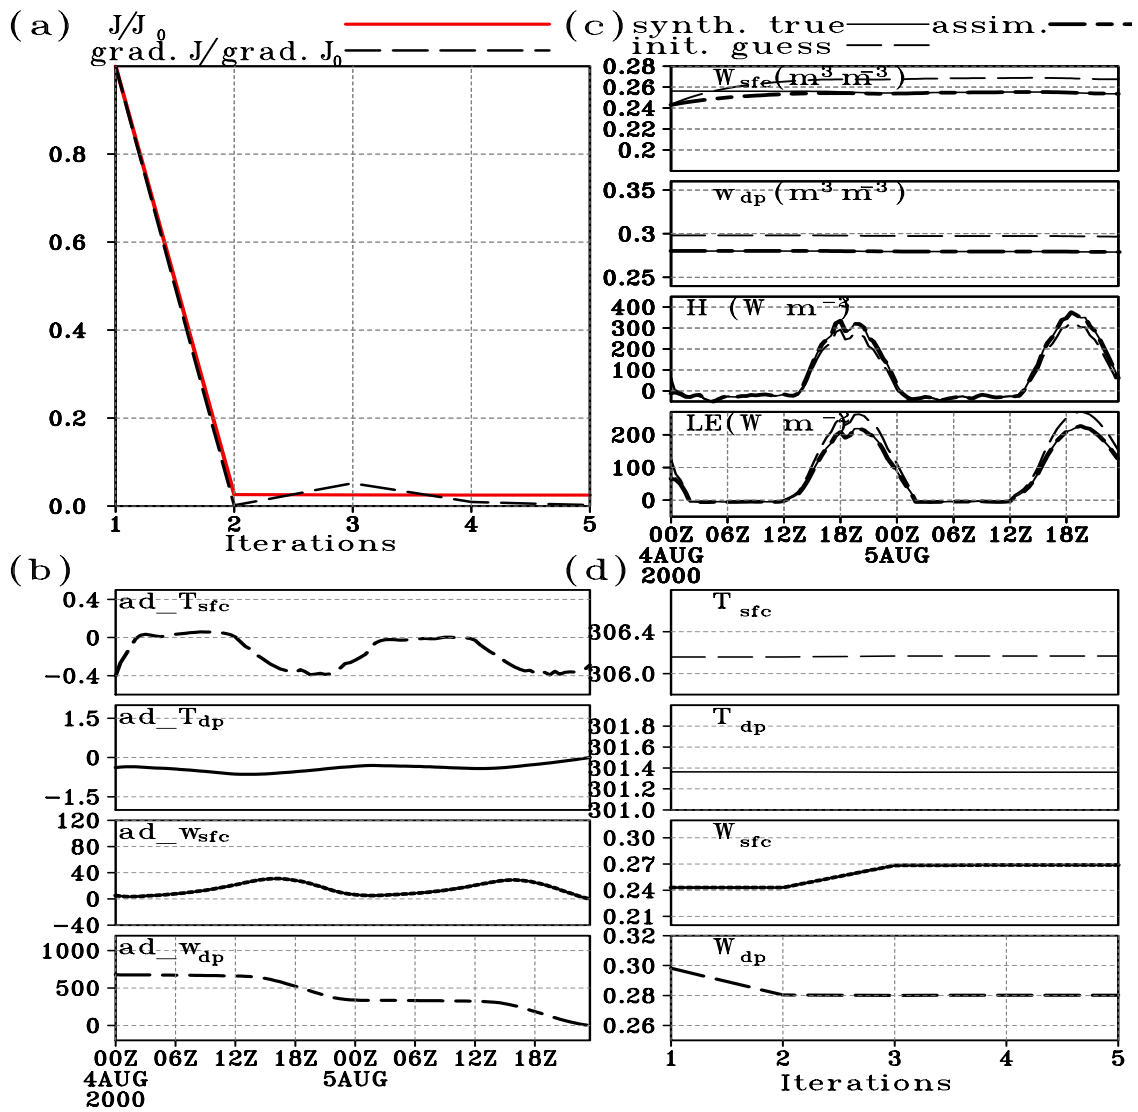 (a) J/J0
grad. J/grad. J0
0.8
0.6
0.4
0.2
0.0
1 2 3 4 5
Iterations
(c) synth. true assim.
init. guess
Wsfc (m3 m-3)
0.28
0.26
0.24
0.22
0.2
wdp (m3 m-3)
0.35
0.3
0.25
H (W m-3)
400
300
200
100
0
LE(W m-3)
200
100
0
00Z 06Z 12Z 18Z 00Z 06Z 12Z 18Z
4AUG 5AUG
2000
(b)
ad_Tsfc
0.4
0
-0.4
ad_Tdp
1.5
0
-1.5
ad_wsfc
120
80
40
0
-40
ad_wdp
1000
500
0
00Z 06Z 12Z 18Z 00Z 06Z 12Z 18Z
4AUG 5AUG
2000
(d)
Tsfc
306.4
306.0
Tdp
301.8
301.6
301.4
301.2
301.0
Wsfc
0.30
0.27
0.24
0.21
Wdp
0.32
0.30
0.28
0.26
1 2 3 4 5
Iterations